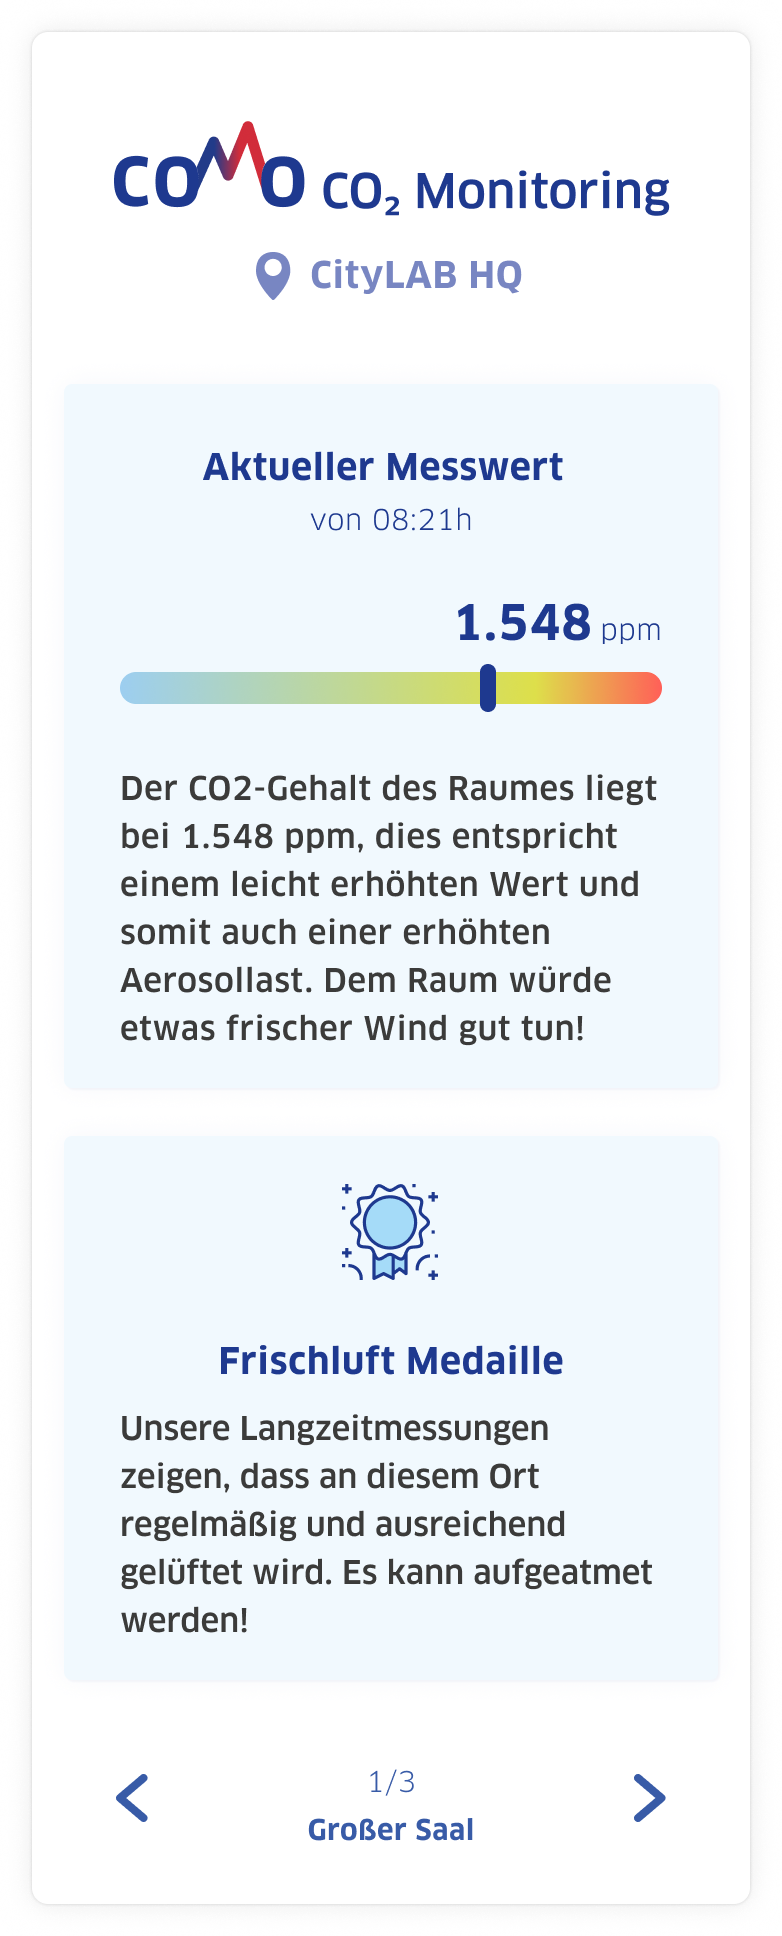 COMO CO₂ Monitoring
CityLAB HQ
Aktueller Messwert
von 08:21h
1.548 ppm
Der CO2-Gehalt des Raumes liegt
bei 1.548 ppm, dies entspricht
einem leicht erhöhten Wert und
somit auch einer erhöhten
Aerosollast. Dem Raum würde
etwas frischer Wind gut tun!
Frischluft Medaille
Unsere Langzeitmessungen
zeigen, dass an diesem Ort
regelmäßig und ausreichend
gelüftet wird. Es kann aufgeatmet
werden!
1/3
Großer Saal